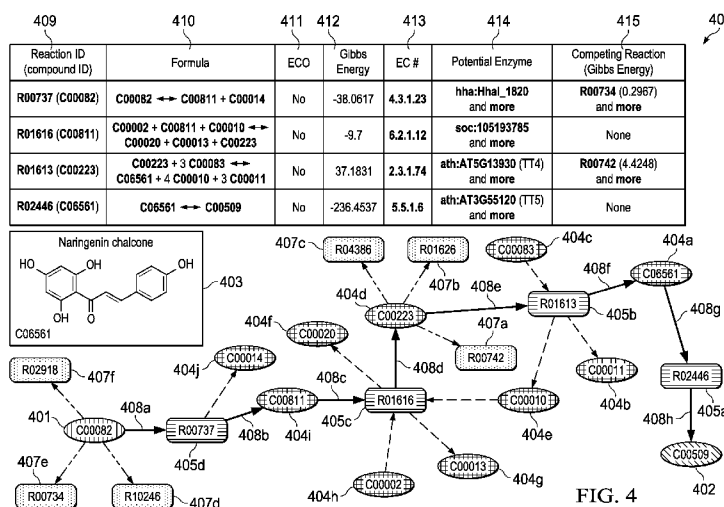 409 410 411 412 413 414 415 40
Reaction ID (compound ID) Formula ECO Gibbs Energy EC # Potential Enzyme Competing Reaction (Gibbs Energy)
R00737 (C00082) C00082 ↔ C00811 + C00014 No -38.0617 4.3.1.23 hha:Hhal_1820 and more R00734 (0.2967) and more
R01616 (C00811) C00002 + C00811 + C00010 ↔ C00020 + C00013 + C00223 No -9.7 6.2.1.12 soc:105193785 and more None
R01613 (C00223) C00223 + 3 C00083 ↔ C06561 + 4 C00010 + 3 C00011 No 37.1831 2.3.1.74 ath:AT5G13930 (TT4) and more R00742 (4.4248) and more
R02446 (C06561) C06561 ↔ C00509 No -236.4537 5.5.1.6 ath:AT3G55120 (TT5) and more None
Naringenin chalcone
HO OH OH
OH O
C06561
403
407c R04386 R01626 407b 404c C00083 404a C06561
404d C00223 408e R01613 405b 408f 408g
404f C00020 407a R00742 C00011 404b
R02918 407f 404j C00014 408d R02446 405a
401 C00082 408a R00737 405d 408b C00811 404i 408c R01616 405c C00010 404e 408h
407e R00734 R10246 407d 404h C00002 C00013 404g C00509 402
FIG. 4